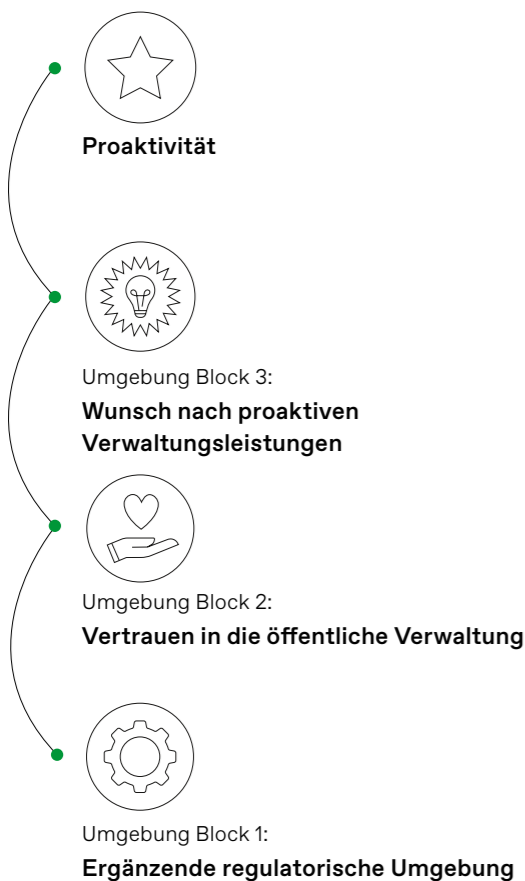 Proaktivität
Umgebung Block 3:
Wunsch nach proaktiven
Verwaltungsleistungen
Umgebung Block 2:
Vertrauen in die öffentliche Verwaltung
Umgebung Block 1:
Ergänzende regulatorische Umgebung